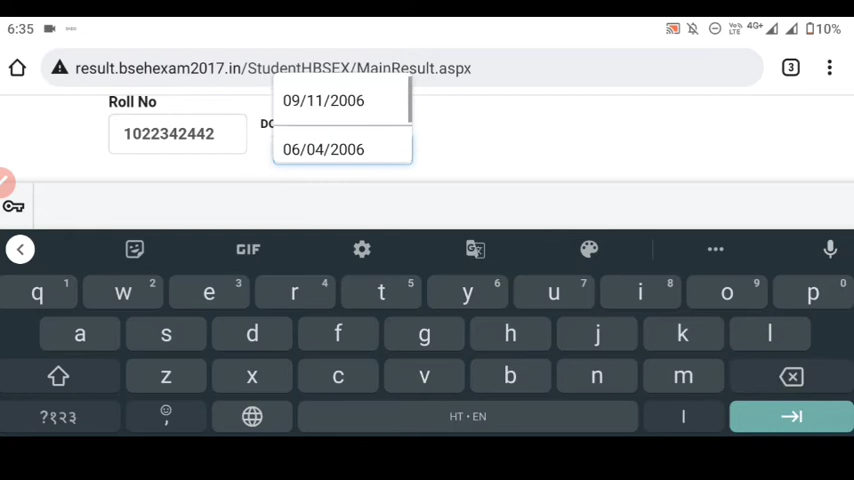 6:35 10%
result.bsehexam2017.in/StudentHBSEX/MainResult.aspx 3
Roll No
09/11/2006
1022342442
06/04/2006
GIF
q 1 w 2 e 3 r 4 t 5 y 6 u 7 i 8 o 9 p 0
a s d f g h j k l
z x c v b n m
?१२३ , HT • EN ।